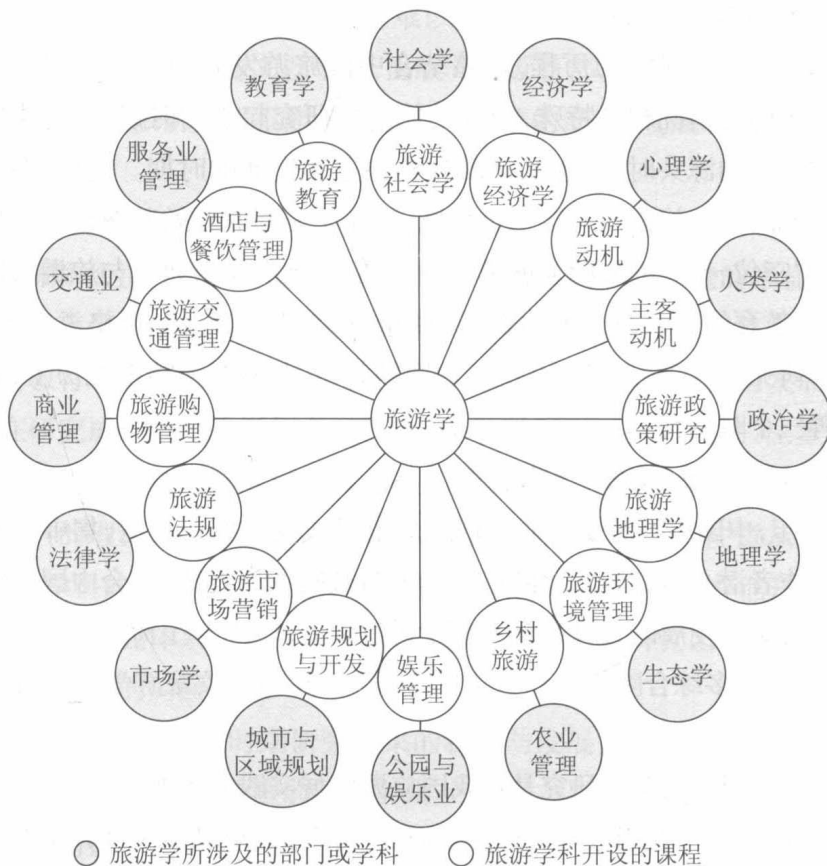 社会学
教育学
经济学
服务业
管理
旅游
社会学
旅游
教育
旅游
经济学
心理学
酒店与
餐饮管理
旅游
动机
交通业
旅游交
通管理
主客
动机
人类学
商业
管理
旅游购
物管理
旅游学
旅游政
策研究
政治学
法律学
旅游
法规
旅游
地理学
地理学
市场学
旅游市
场营销
旅游环
境管理
生态学
旅游规划
与开发
娱乐
管理
乡村
旅游
城市与
区域规划
公园与
娱乐业
农业
管理
旅游学所涉及的部门或学科
旅游学科开设的课程